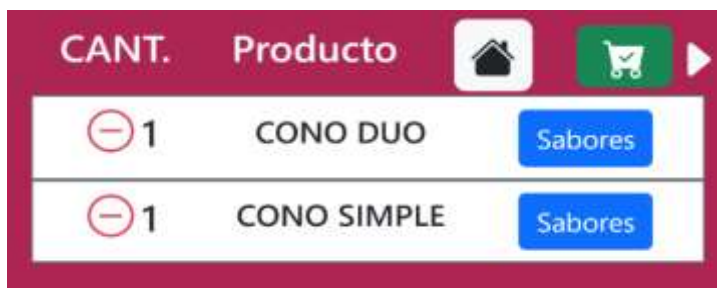 CANT. Producto
1 CONO DUO Sabores
1 CONO SIMPLE Sabores